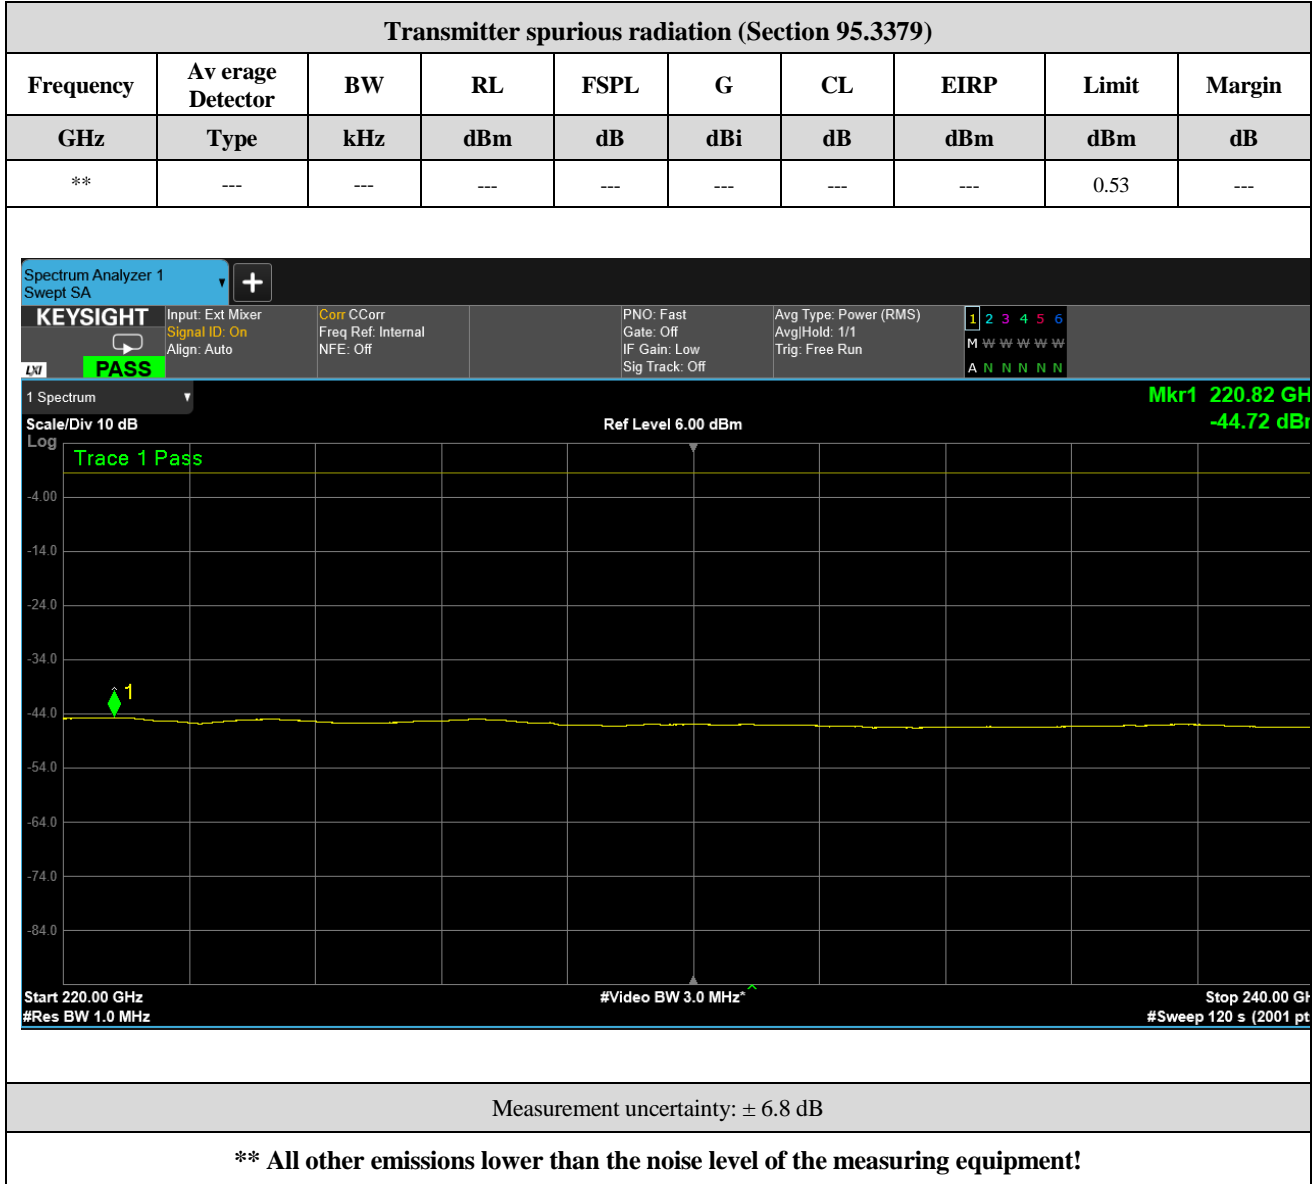 Transmitter spurious radiation (Section 95.3379)
Frequency Av erage Detector BW RL FSPL G CL EIRP Limit Margin
GHz Type kHz dBm dB dBi dB dBm dBm dB
** --- --- --- --- --- --- --- 0.53 ---
Spectrum Analyzer 1
Swept SA
+
KEYSIGHT Input: Ext Mixer Corr CCorr PNO: Fast Avg Type: Power (RMS) 1 2 3 4 5 6
Signal ID: On Freq Ref: Internal Gate: Off Avg|Hold: 1/1
Align: Auto NFE: Off IF Gain: Low Trig: Free Run M W W W W W
LXI PASS Sig Track: Off A N N N N N
1 Spectrum Mkr1 220.82 GH
Scale/Div 10 dB Ref Level 6.00 dBm -44.72 dBr
Log
Trace 1 Pass
-4.00
-14.0
-24.0
-34.0
1
-44.0
-54.0
-64.0
-74.0
-84.0
Start 220.00 GHz #Video BW 3.0 MHz* Stop 240.00 GH
#Res BW 1.0 MHz #Sweep 120 s (2001 pt
Measurement uncertainty: ± 6.8 dB
** All other emissions lower than the noise level of the measuring equipment!